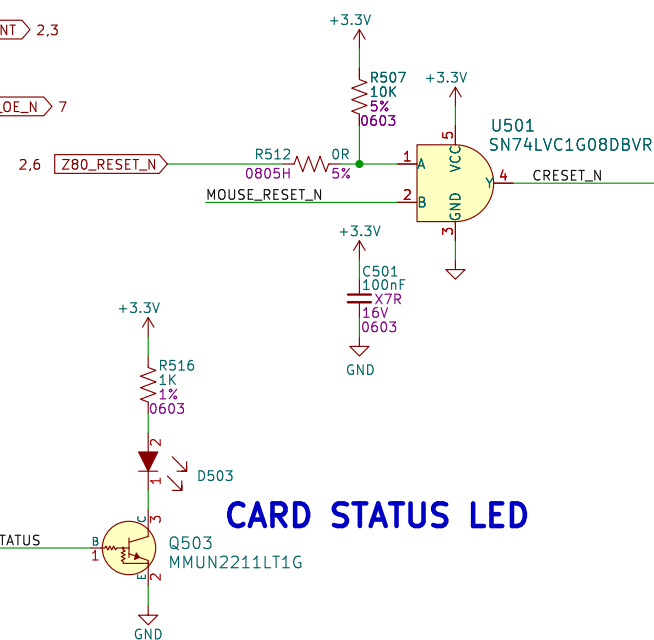 +3.3V
NT 2,3
R507
10K
5%
0603
+3.3V
_OE_N 7
5
U501
SN74LVC1G08DBVR
VCC
2,6 Z80_RESET_N
R512 0R
0805H 5%
1 A
Y 4 CRESET_N
MOUSE_RESET_N
2 B
GND
3
+3.3V
C501
100nF
X7R
16V
0603
GND
+3.3V
R516
1K
1%
0603
2
D503
1
CARD STATUS LED
C 3
TATUS
B
1
Q503
MMUN2211LT1G
E 2
GND